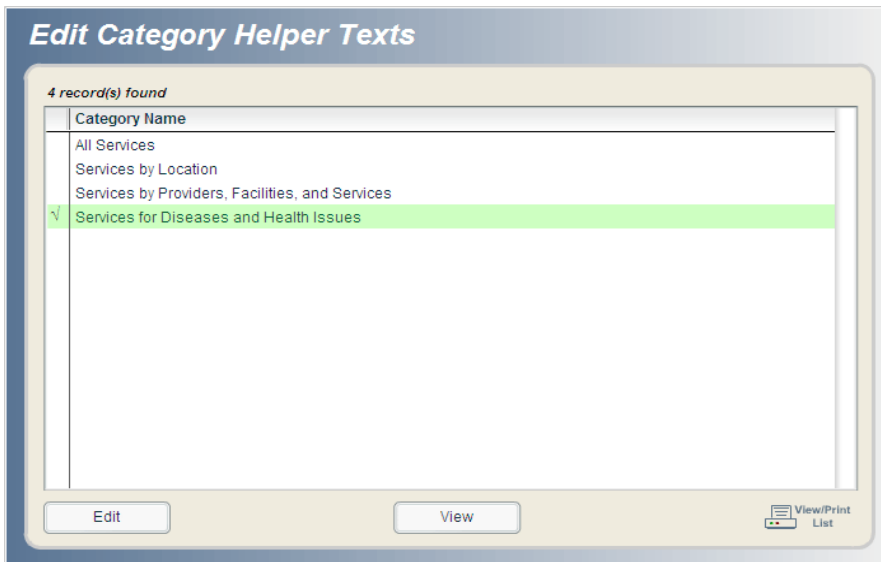 Edit Category Helper Texts
4 record(s) found
Category Name
All Services
Services by Location
Services by Providers, Facilities, and Services
√ Services for Diseases and Health Issues
Edit
View
View/Print
List